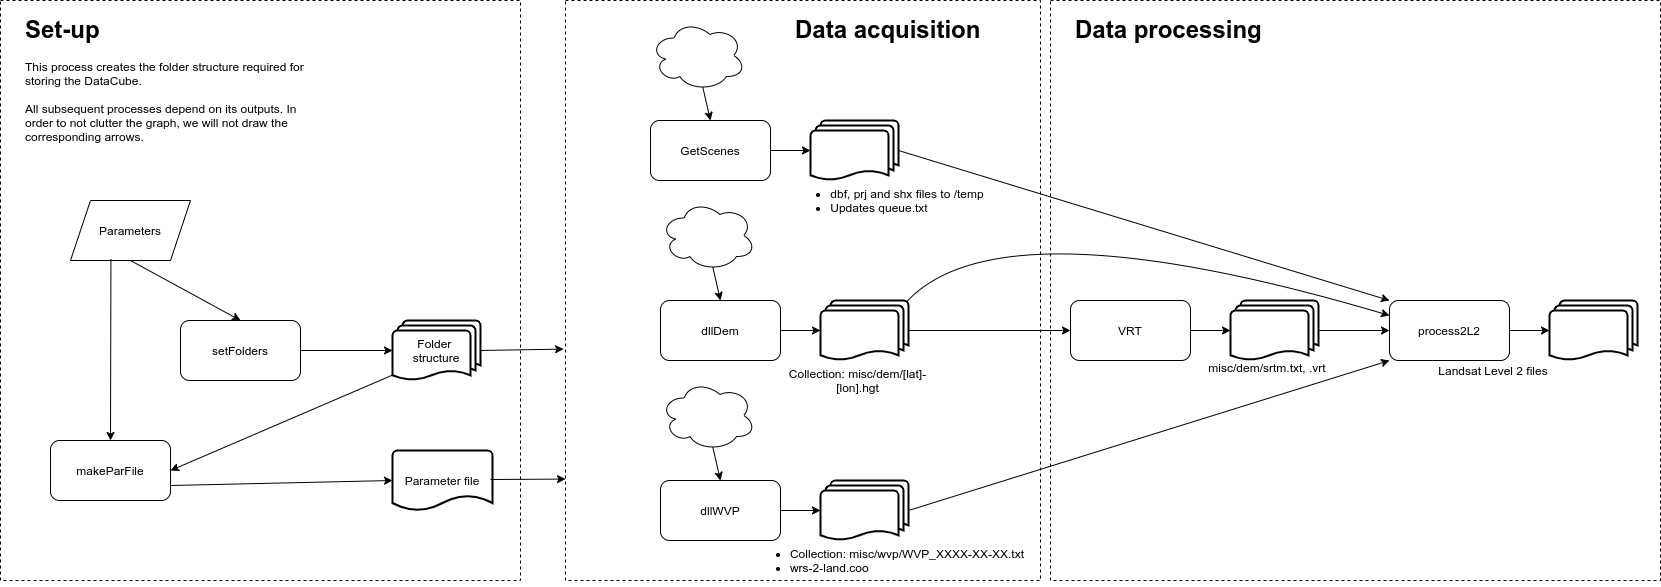 Set-up
This process creates the folder structure required for
storing the DataCube.
All subsequent processes depend on its outputs. In
order to not clutter the graph, we will not draw the
corresponding arrows.
Parameters
setFolders
Folder
structure
makeParFile
Parameter file
Data acquisition
GetScenes
• dbf, prj and shx files to /temp
• Updates queue.txt
dllDem
Collection: misc/dem/[lat]-
[lon].hgt
dllWVP
• Collection: misc/wvp/WVP_XXXX-XX-XX.txt
• wrs-2-land.coo
Data processing
VRT
misc/dem/srtm.txt, .vrt
process2L2
Landsat Level 2 files